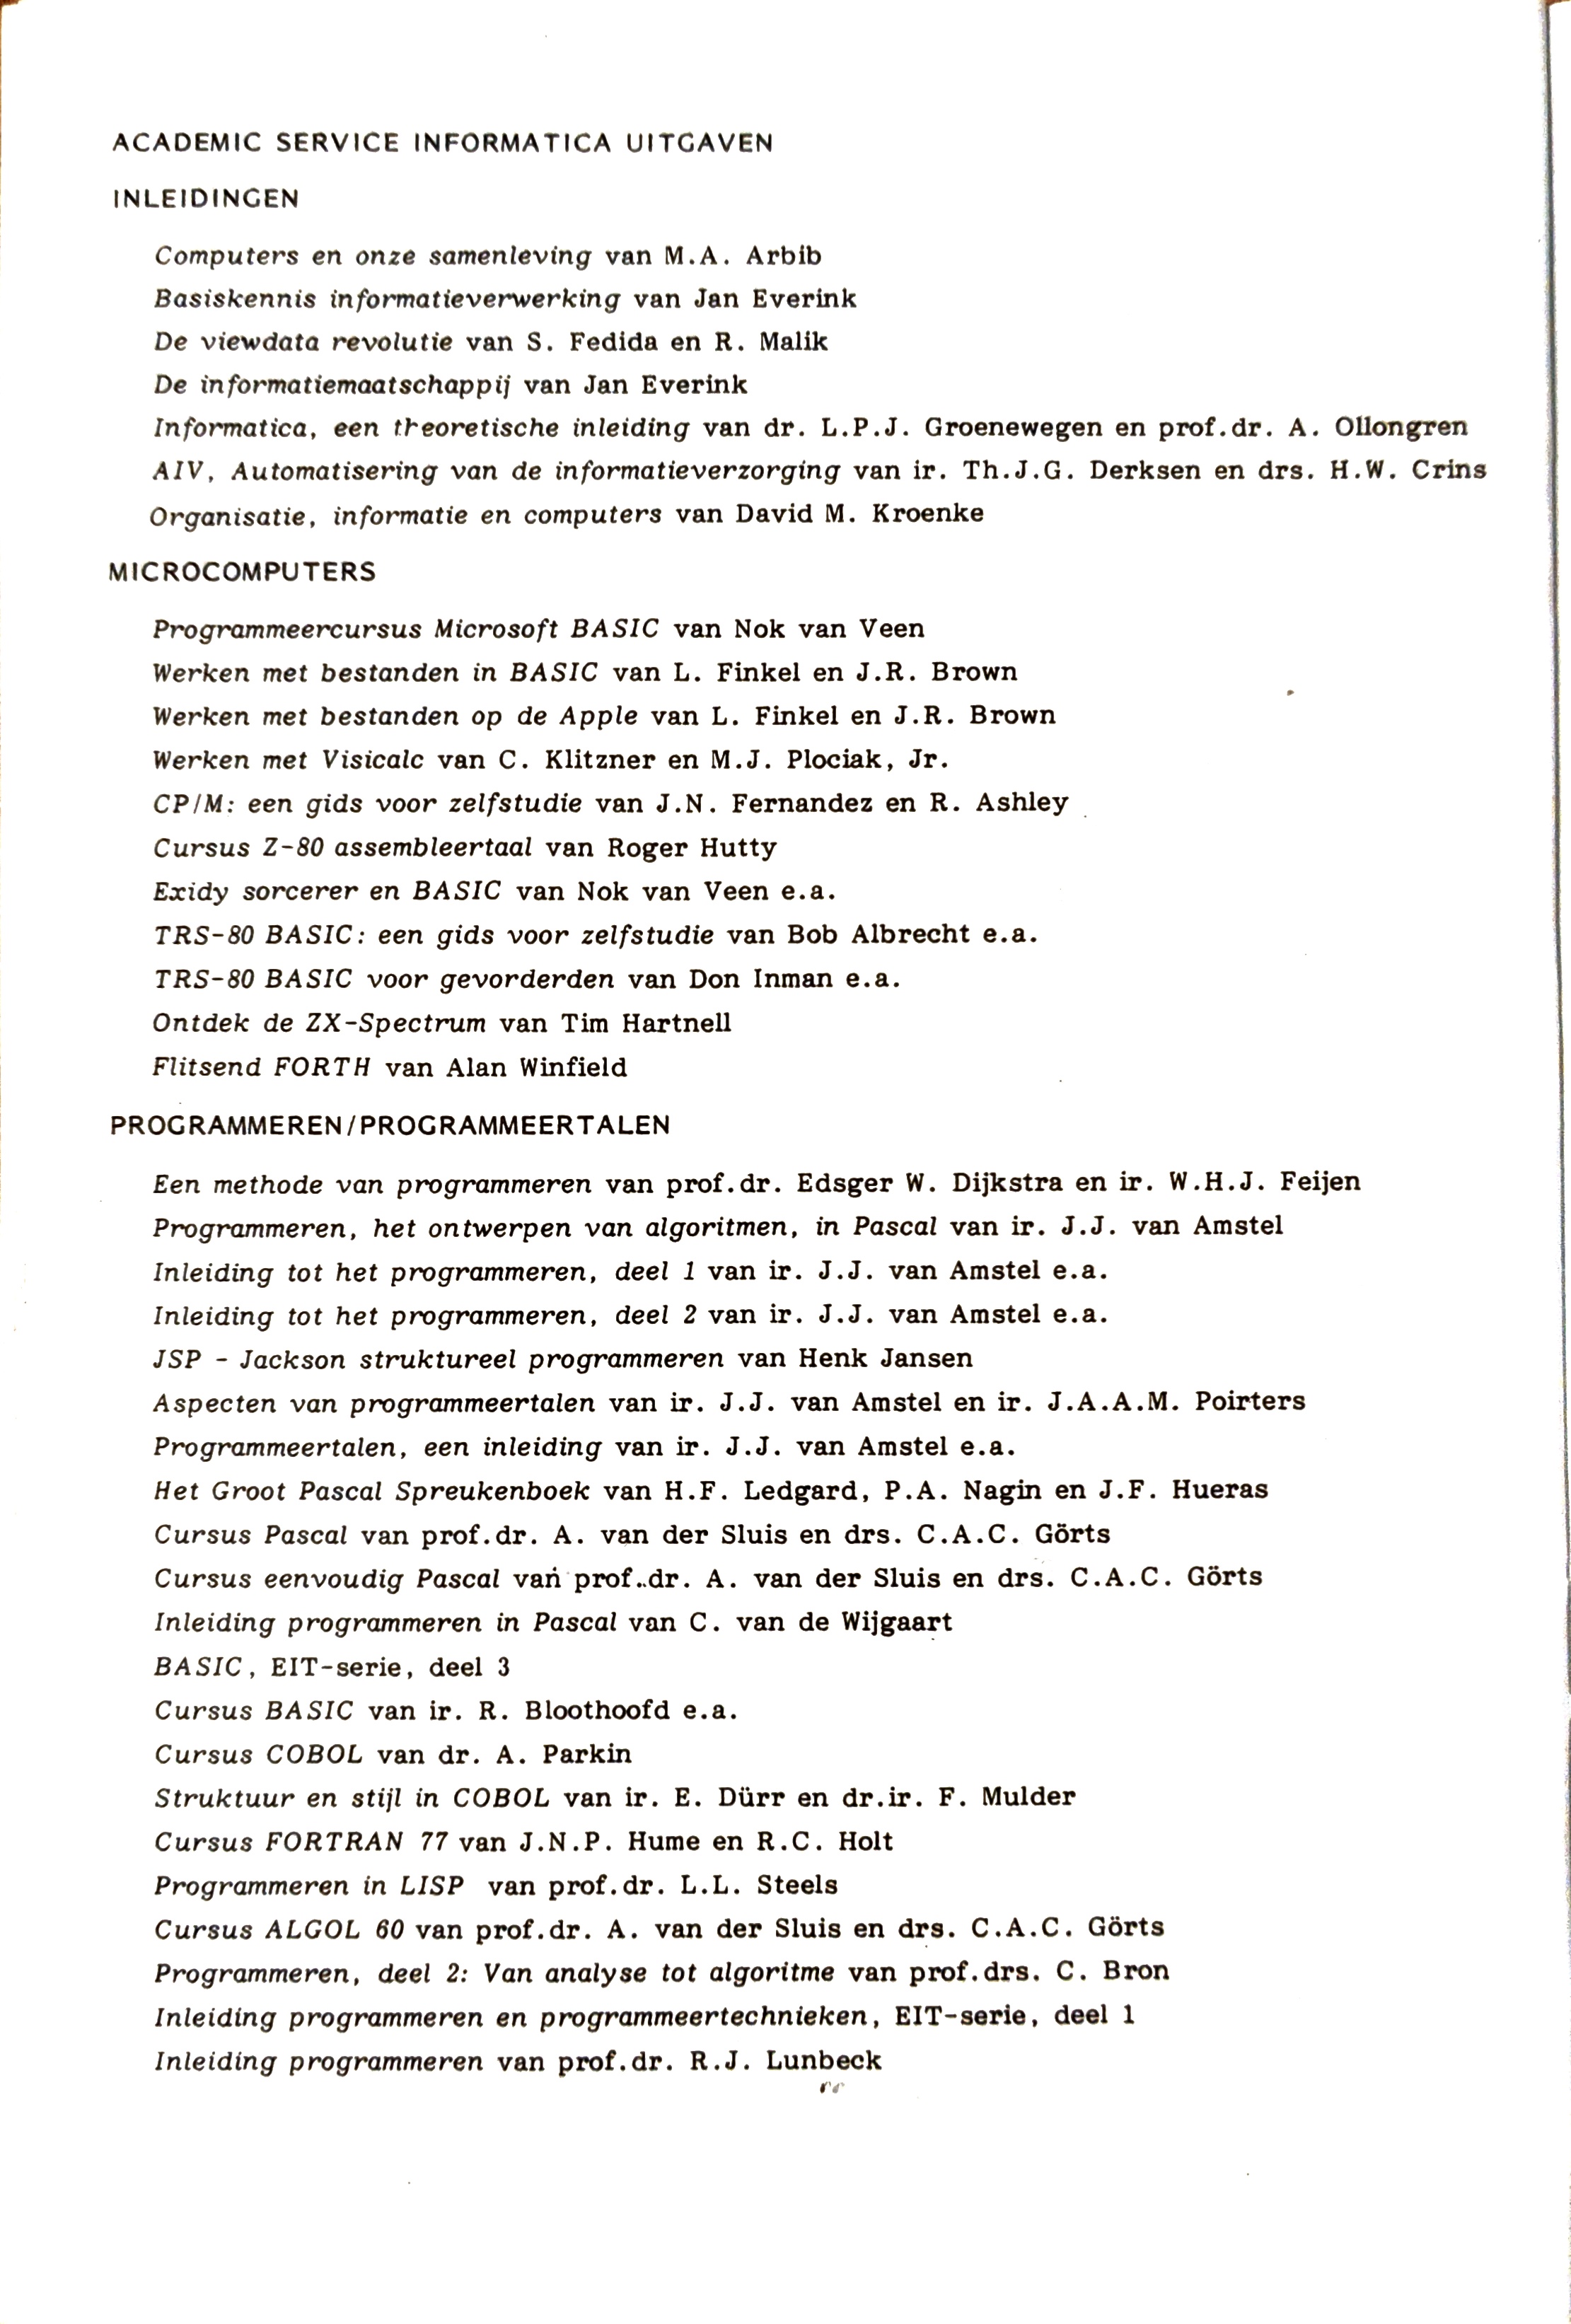 ACADEMIC SERVICE INFORMATICA UITGAVEN
INLEIDINGEN
Computers en onze samenleving van M.A. Arbib
Basiskennis informatieverwerking van Jan Everink
De viewdata revolutie van S. Fedida en R. Malik
De informatiemaatschappij van Jan Everink
Informatica, een theoretische inleiding van dr. L.P.J. Groenewegen en prof.dr. A. Ollongren
AIV, Automatisering van de informatieverzorging van ir. Th.J.G. Derksen en drs. H.W. Crins
Organisatie, informatie en computers van David M. Kroenke
MICROCOMPUTERS
Programmeercursus Microsoft BASIC van Nok van Veen
Werken met bestanden in BASIC van L. Finkel en J.R. Brown
Werken met bestanden op de Apple van L. Finkel en J.R. Brown
Werken met Visicalc van C. Klitzner en M.J. Plociak, Jr.
CP/M: een gids voor zelfstudie van J.N. Fernandez en R. Ashley
Cursus Z-80 assembleertaal van Roger Hutty
Exidy sorcerer en BASIC van Nok van Veen e.a.
TRS-80 BASIC: een gids voor zelfstudie van Bob Albrecht e.a.
TRS-80 BASIC voor gevorderden van Don Inman e.a.
Ontdek de ZX-Spectrum van Tim Hartnell
Flitsend FORTH van Alan Winfield
PROGRAMMEREN/PROGRAMMEERTALEN
Een methode van programmeren van prof.dr. Edsger W. Dijkstra en ir. W.H.J. Feijen
Programmeren, het ontwerpen van algoritmen, in Pascal van ir. J.J. van Amstel
Inleiding tot het programmeren, deel 1 van ir. J.J. van Amstel e.a.
Inleiding tot het programmeren, deel 2 van ir. J.J. van Amstel e.a.
JSP - Jackson struktureel programmeren van Henk Jansen
Aspecten van programmeertalen van ir. J.J. van Amstel en ir. J.A.A.M. Poirters
Programmeertalen, een inleiding van ir. J.J. van Amstel e.a.
Het Groot Pascal Spreukenboek van H.F. Ledgard, P.A. Nagin en J.F. Hueras
Cursus Pascal van prof.dr. A. van der Sluis en drs. C.A.C. Görts
Cursus eenvoudig Pascal van prof.dr. A. van der Sluis en drs. C.A.C. Görts
Inleiding programmeren in Pascal van C. van de Wijgaart
BASIC, EIT-serie, deel 3
Cursus BASIC van ir. R. Bloothoofd e.a.
Cursus COBOL van dr. A. Parkin
Struktuur en stijl in COBOL van ir. E. Dürr en dr.ir. F. Mulder
Cursus FORTRAN 77 van J.N.P. Hume en R.C. Holt
Programmeren in LISP van prof.dr. L.L. Steels
Cursus ALGOL 60 van prof.dr. A. van der Sluis en drs. C.A.C. Görts
Programmeren, deel 2: Van analyse tot algoritme van prof.drs. C. Bron
Inleiding programmeren en programmeertechnieken, EIT-serie, deel 1
Inleiding programmeren van prof.dr. R.J. Lunbeck